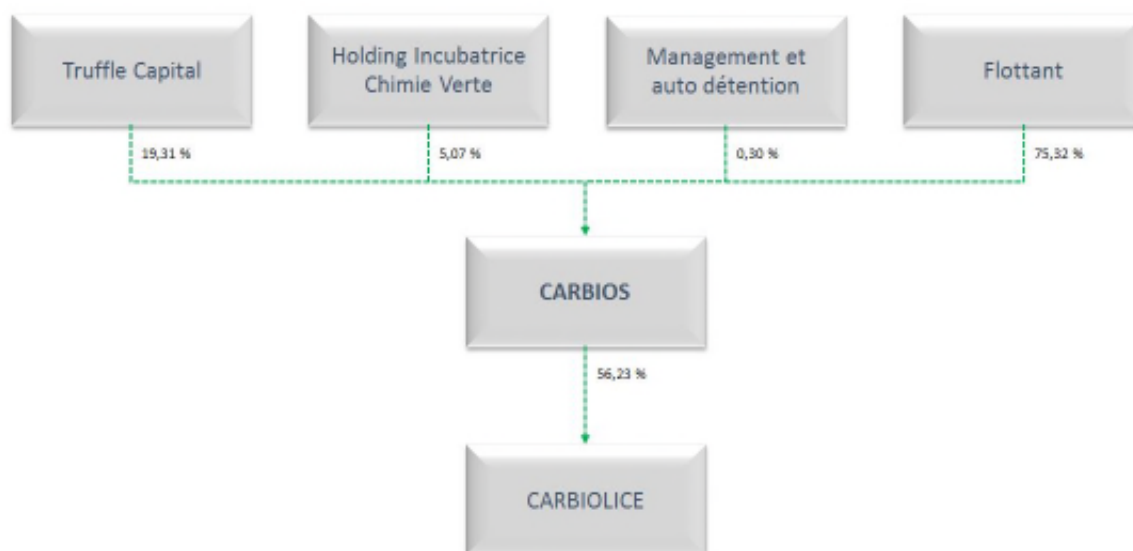 Truffle Capital
Holding Incubatrice
Chimie Verte
Management et
auto détention
Flottant
19,31 %
5,07 %
0,30 %
75,32 %
CARBIOS
56,23 %
CARBIOLICE